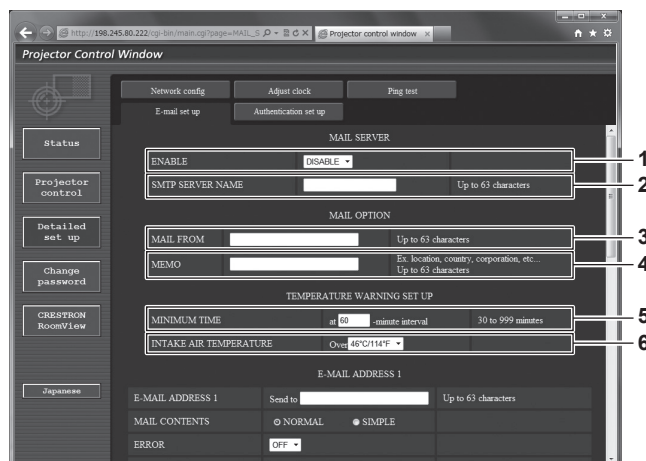 http://198.245.80.222/cgi-bin/main.cgi?page=MAIL_S
Projector control window
Projector Control Window
Network config
Adjust clock
Ping test
E-mail set up
Authentication set up
Status
Projector control
Detailed set up
Change password
CRESTRON RoomView
Japanese
MAIL SERVER
ENABLE DISABLE 1
SMTP SERVER NAME Up to 63 characters 2
MAIL OPTION
MAIL FROM Up to 63 characters 3
MEMO Ex. location, country, corporation, etc... 4
Up to 63 characters
TEMPERATURE WARNING SET UP
MINIMUM TIME at 60 -minute interval 30 to 999 minutes 5
INTAKE AIR TEMPERATURE Over 46°C/114°F 6
E-MAIL ADDRESS 1
E-MAIL ADDRESS 1 Send to Up to 63 characters
MAIL CONTENTS NORMAL SIMPLE
ERROR OFF